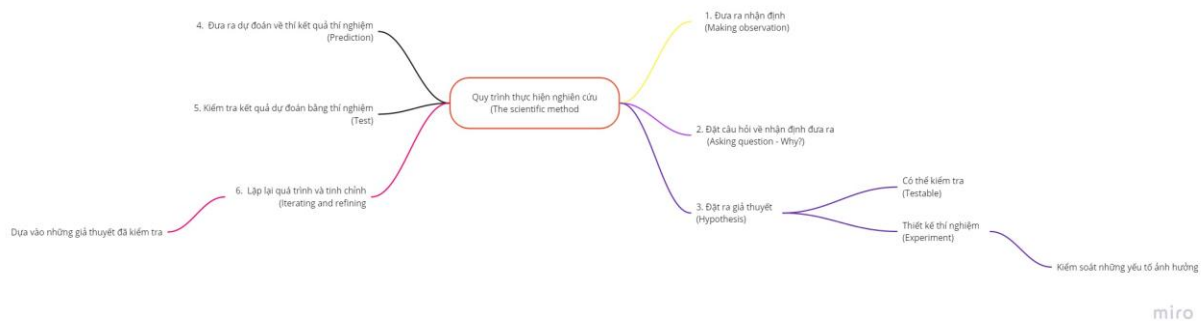 Quy trình thực hiện nghiên cứu
(The scientific method
1. Đưa ra nhận định
(Making observation)
2. Đặt câu hỏi về nhận định đưa ra
(Asking question - Why?)
3. Đặt ra giả thuyết
(Hypothesis)
Có thể kiểm tra
(Testable)
Thiết kế thí nghiệm
(Experiment)
Kiểm soát những yếu tố ảnh hưởng
4. Đưa ra dự đoán về thí kết quả thí nghiệm
(Prediction)
5. Kiểm tra kết quả dự đoán bằng thí nghiệm
(Test)
6. Lặp lại quá trình và tinh chỉnh
(Iterating and refining
Dựa vào những giả thuyết đã kiểm tra
miro